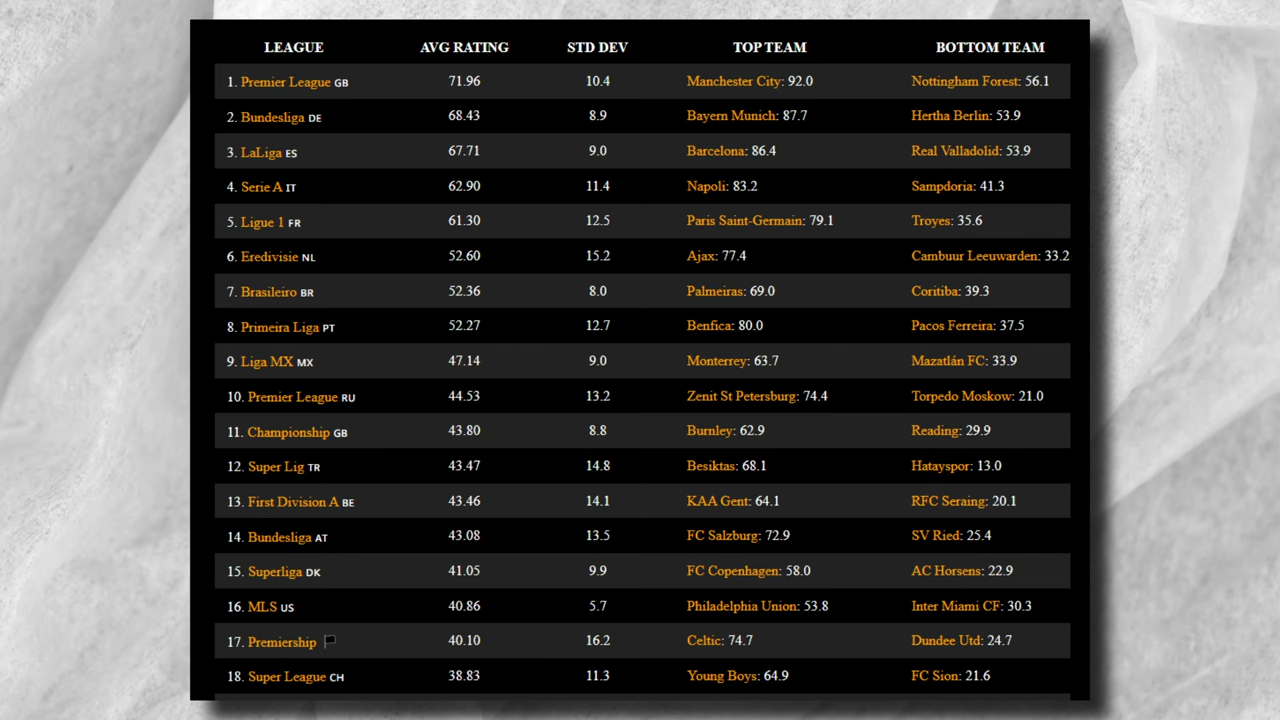 LEAGUE AVG RATING STD DEV TOP TEAM BOTTOM TEAM
1. Premier League GB 71.96 10.4 Manchester City: 92.0 Nottingham Forest: 56.1
2. Bundesliga DE 68.43 8.9 Bayern Munich: 87.7 Hertha Berlin: 53.9
3. LaLiga ES 67.71 9.0 Barcelona: 86.4 Real Valladolid: 53.9
4. Serie A IT 62.90 11.4 Napoli: 83.2 Sampdoria: 41.3
5. Ligue 1 FR 61.30 12.5 Paris Saint-Germain: 79.1 Troyes: 35.6
6. Eredivisie NL 52.60 15.2 Ajax: 77.4 Cambuur Leeuwarden: 33.2
7. Brasileiro BR 52.36 8.0 Palmeiras: 69.0 Coritiba: 39.3
8. Primeira Liga PT 52.27 12.7 Benfica: 80.0 Pacos Ferreira: 37.5
9. Liga MX MX 47.14 9.0 Monterrey: 63.7 Mazatlán FC: 33.9
10. Premier League RU 44.53 13.2 Zenit St Petersburg: 74.4 Torpedo Moskow: 21.0
11. Championship GB 43.80 8.8 Burnley: 62.9 Reading: 29.9
12. Super Lig TR 43.47 14.8 Besiktas: 68.1 Hatayspor: 13.0
13. First Division A BE 43.46 14.1 KAA Gent: 64.1 RFC Seraing: 20.1
14. Bundesliga AT 43.08 13.5 FC Salzburg: 72.9 SV Ried: 25.4
15. Superliga DK 41.05 9.9 FC Copenhagen: 58.0 AC Horsens: 22.9
16. MLS US 40.86 5.7 Philadelphia Union: 53.8 Inter Miami CF: 30.3
17. Premiership 40.10 16.2 Celtic: 74.7 Dundee Utd: 24.7
18. Super League CH 38.83 11.3 Young Boys: 64.9 FC Sion: 21.6